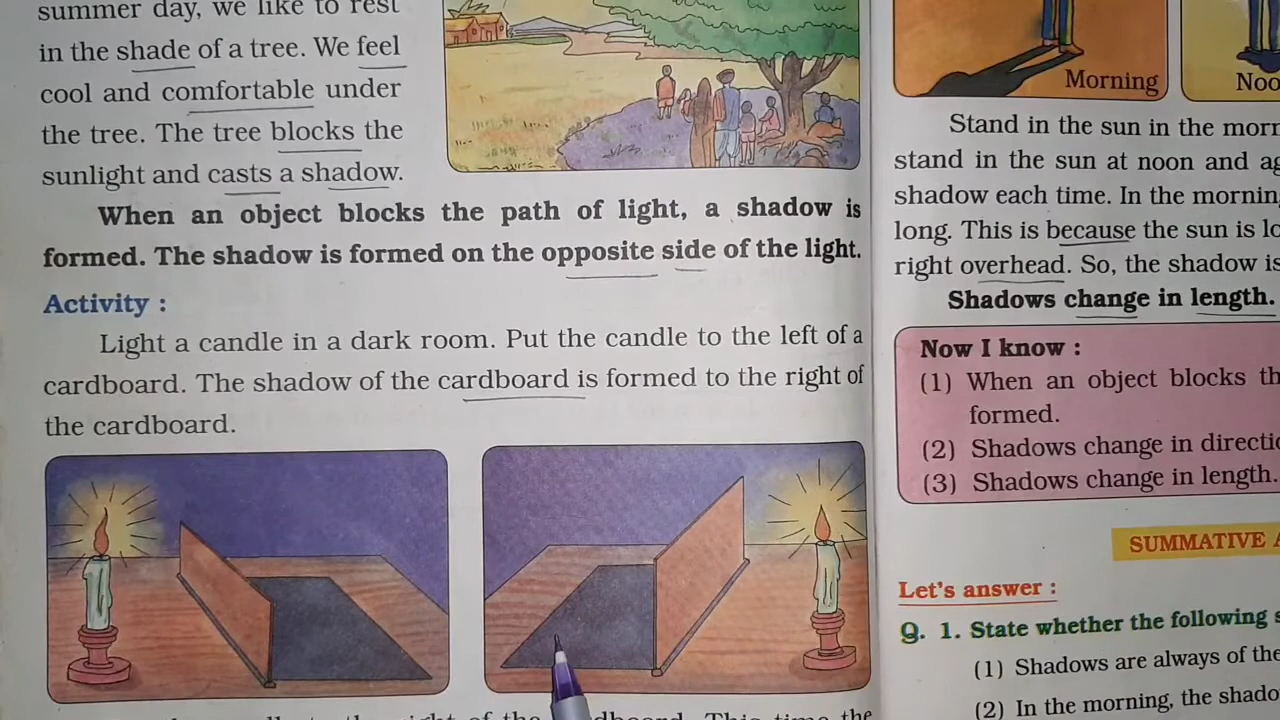 summer day, we like to rest
in the shade of a tree. We feel
cool and comfortable under
the tree. The tree blocks the
sunlight and casts a shadow.
When an object blocks the path of light, a shadow is
formed. The shadow is formed on the opposite side of the light.
Activity :
Light a candle in a dark room. Put the candle to the left of a
cardboard. The shadow of the cardboard is formed to the right of
the cardboard.
of the
This time the
Morning
Noo
Stand in the sun in the morn
stand in the sun at noon and ag
shadow each time. In the morning
long. This is because the sun is lo
right overhead. So, the shadow is
Shadows change in length.
Now I know :
(1) When an object blocks th
formed.
(2) Shadows change in directio
(3) Shadows change in length.
SUMMATIVE A
Let's answer :
Q. 1. State whether the following s
(1) Shadows are always of the
(2) In the morning, the shado